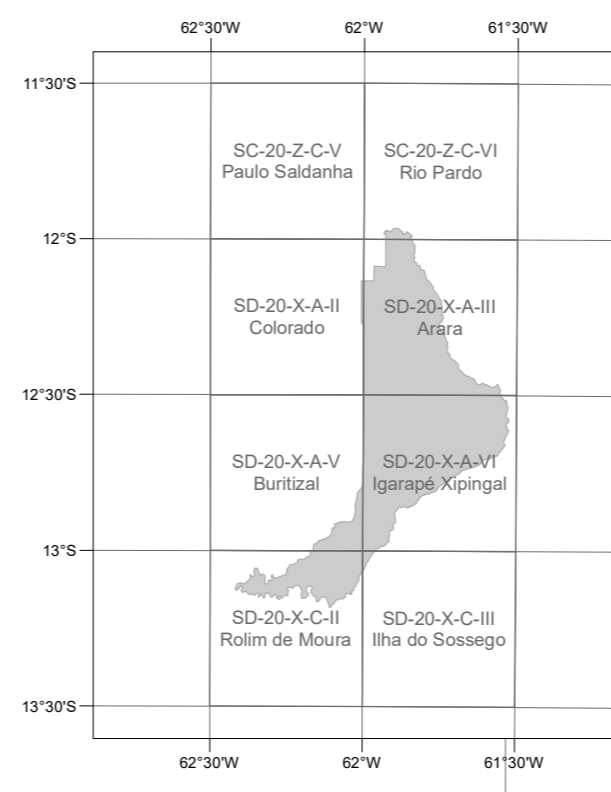 62°30'W 62°W 61°30'W
11°30'S
SC-20-Z-C-V SC-20-Z-C-VI
Paulo Saldanha Rio Pardo
12°S
SD-20-X-A-II SD-20-X-A-III
Colorado Arara
12°30'S
SD-20-X-A-V SD-20-X-A-VI
Buritizal Igarapé Xipingal
13°S
SD-20-X-C-II SD-20-X-C-III
Rolim de Moura Ilha do Sossego
13°30'S
62°30'W 62°W 61°30'W